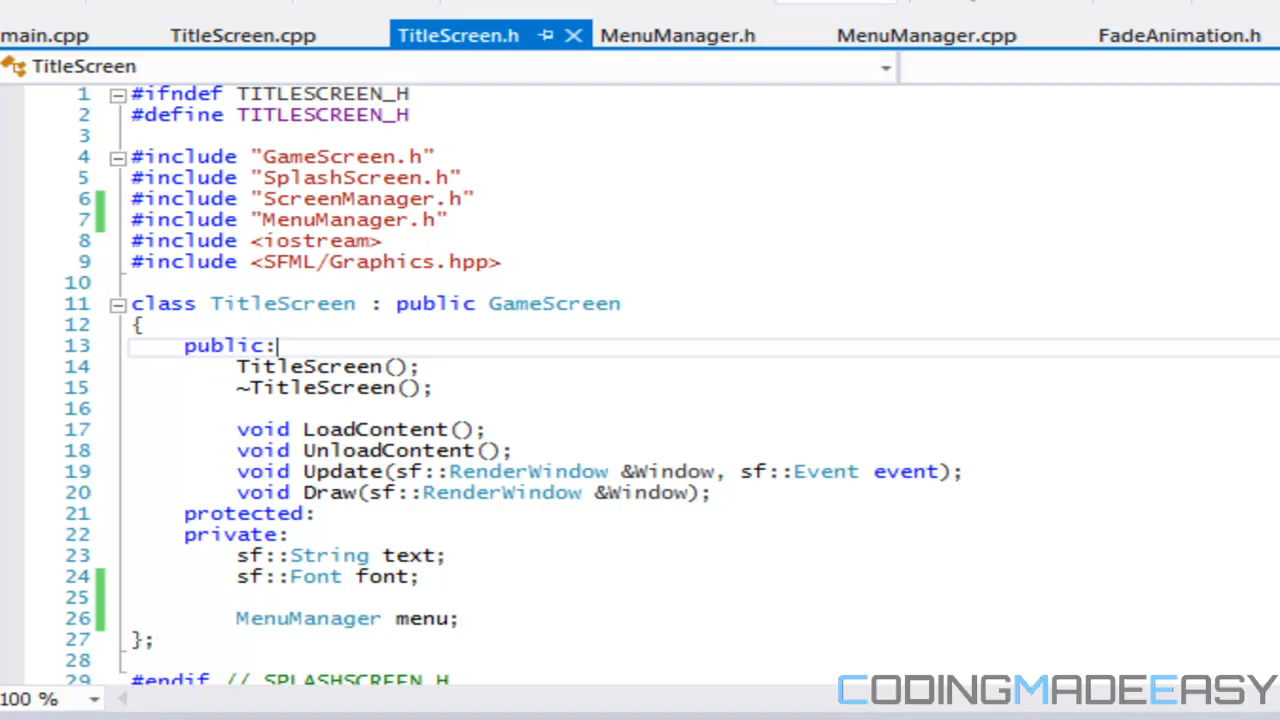 main.cpp TitleScreen.cpp TitleScreen.h MenuManager.h MenuManager.cpp FadeAnimation.h
TitleScreen
1 #ifndef TITLESCREEN_H
2 #define TITLESCREEN_H
3
4 #include "GameScreen.h"
5 #include "SplashScreen.h"
6 #include "ScreenManager.h"
7 #include "MenuManager.h"
8 #include <iostream>
9 #include <SFML/Graphics.hpp>
10
11 class TitleScreen : public GameScreen
12 {
13 public:
14 TitleScreen();
15 ~TitleScreen();
16
17 void LoadContent();
18 void UnloadContent();
19 void Update(sf::RenderWindow &Window, sf::Event event);
20 void Draw(sf::RenderWindow &Window);
21 protected:
22 private:
23 sf::String text;
24 sf::Font font;
25
26 MenuManager menu;
27 };
28
29 #endif // SPLASHSCREEN_H
100 %
CODINGMADEEASY